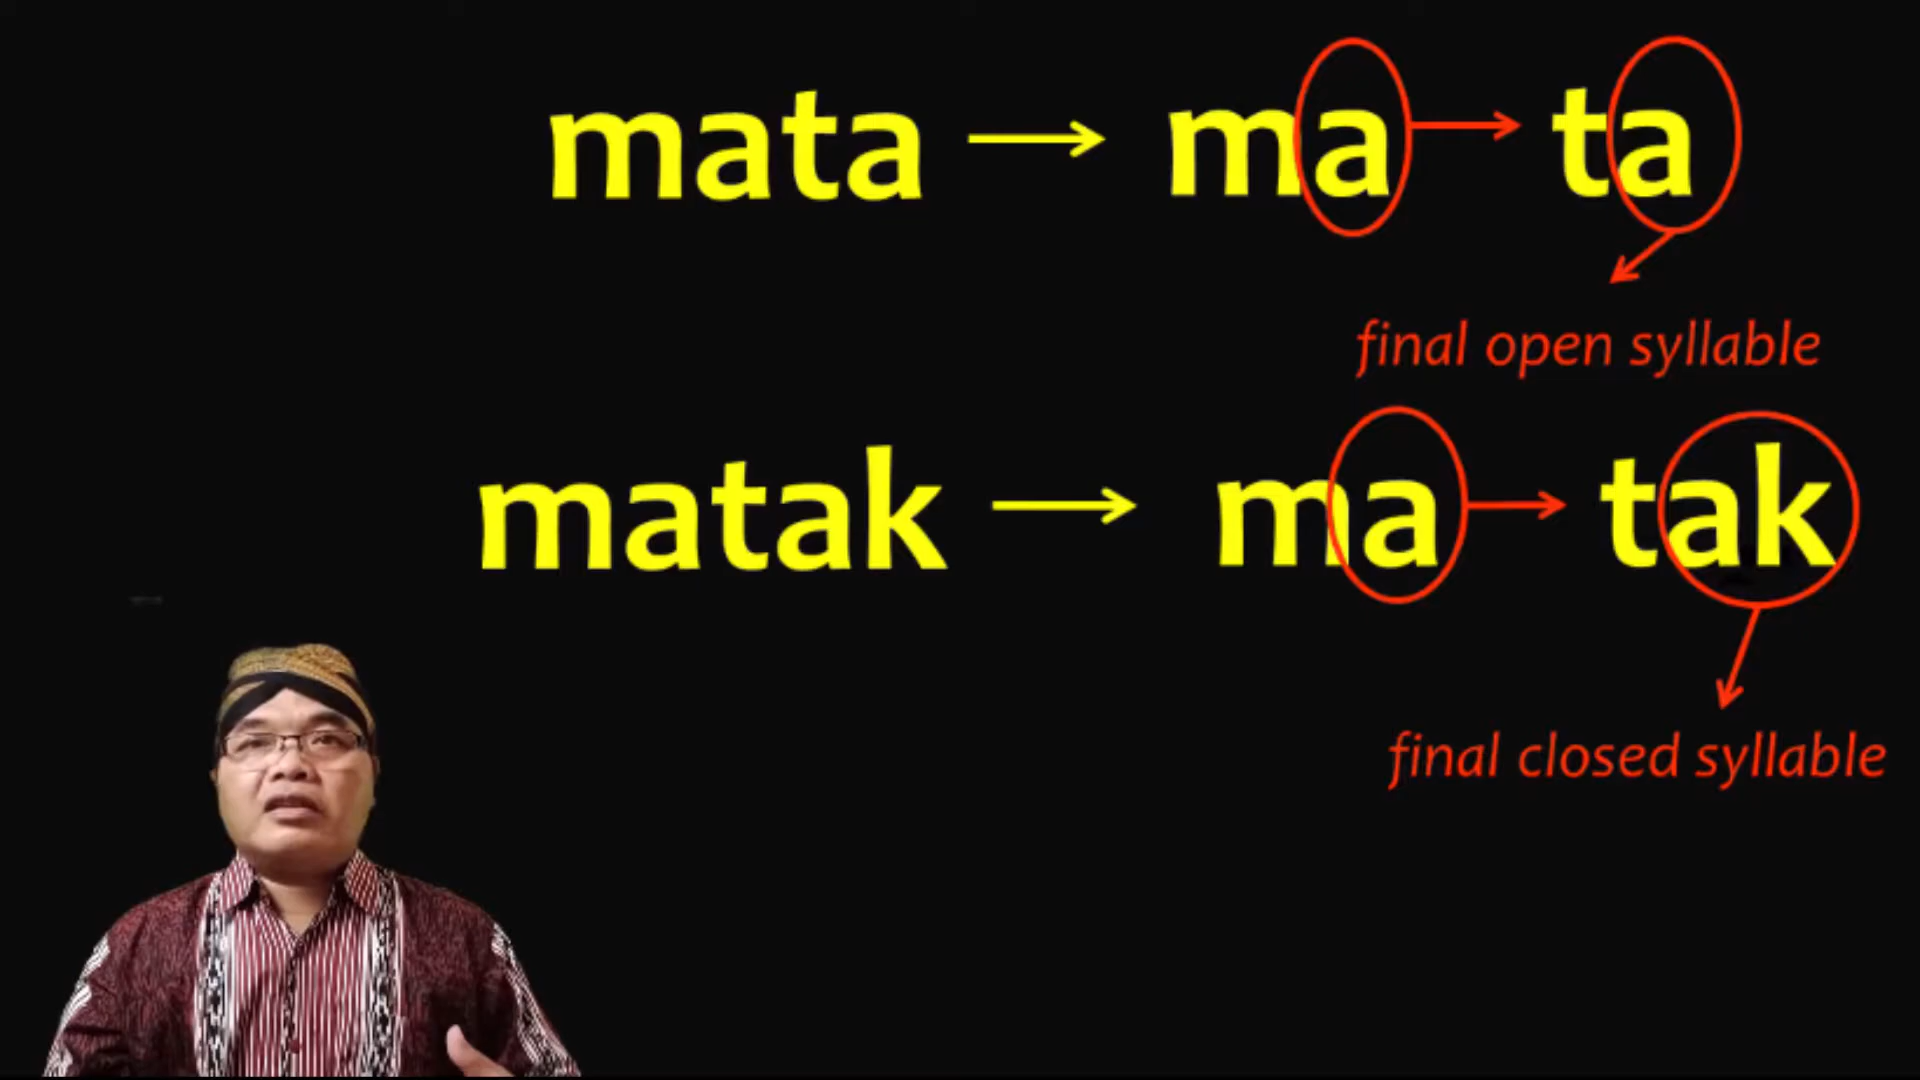 mata → ma → ta
final open syllable
matak → ma → tak
final closed syllable